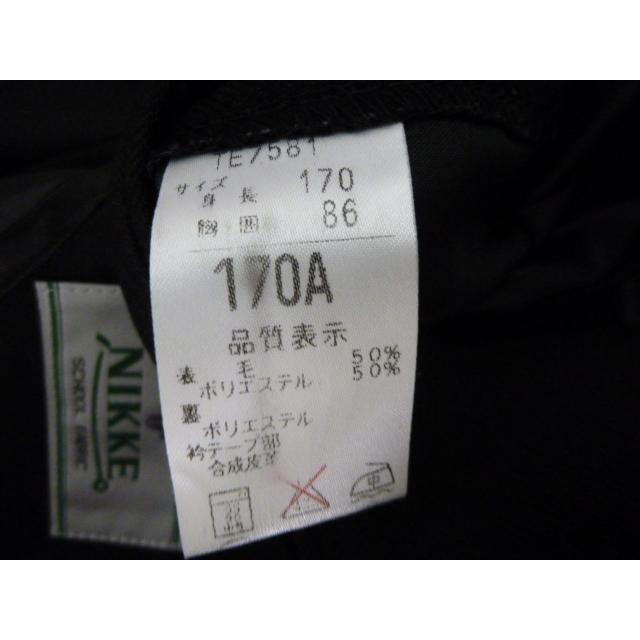 TE7581
サイズ
身長 170
胸囲 86
170A
品質表示
表 毛 50%
ポリエステル 50%
裏
ポリエステル
衿テープ部
合成皮革
中
NIKKE
SCHOOL FABRIC